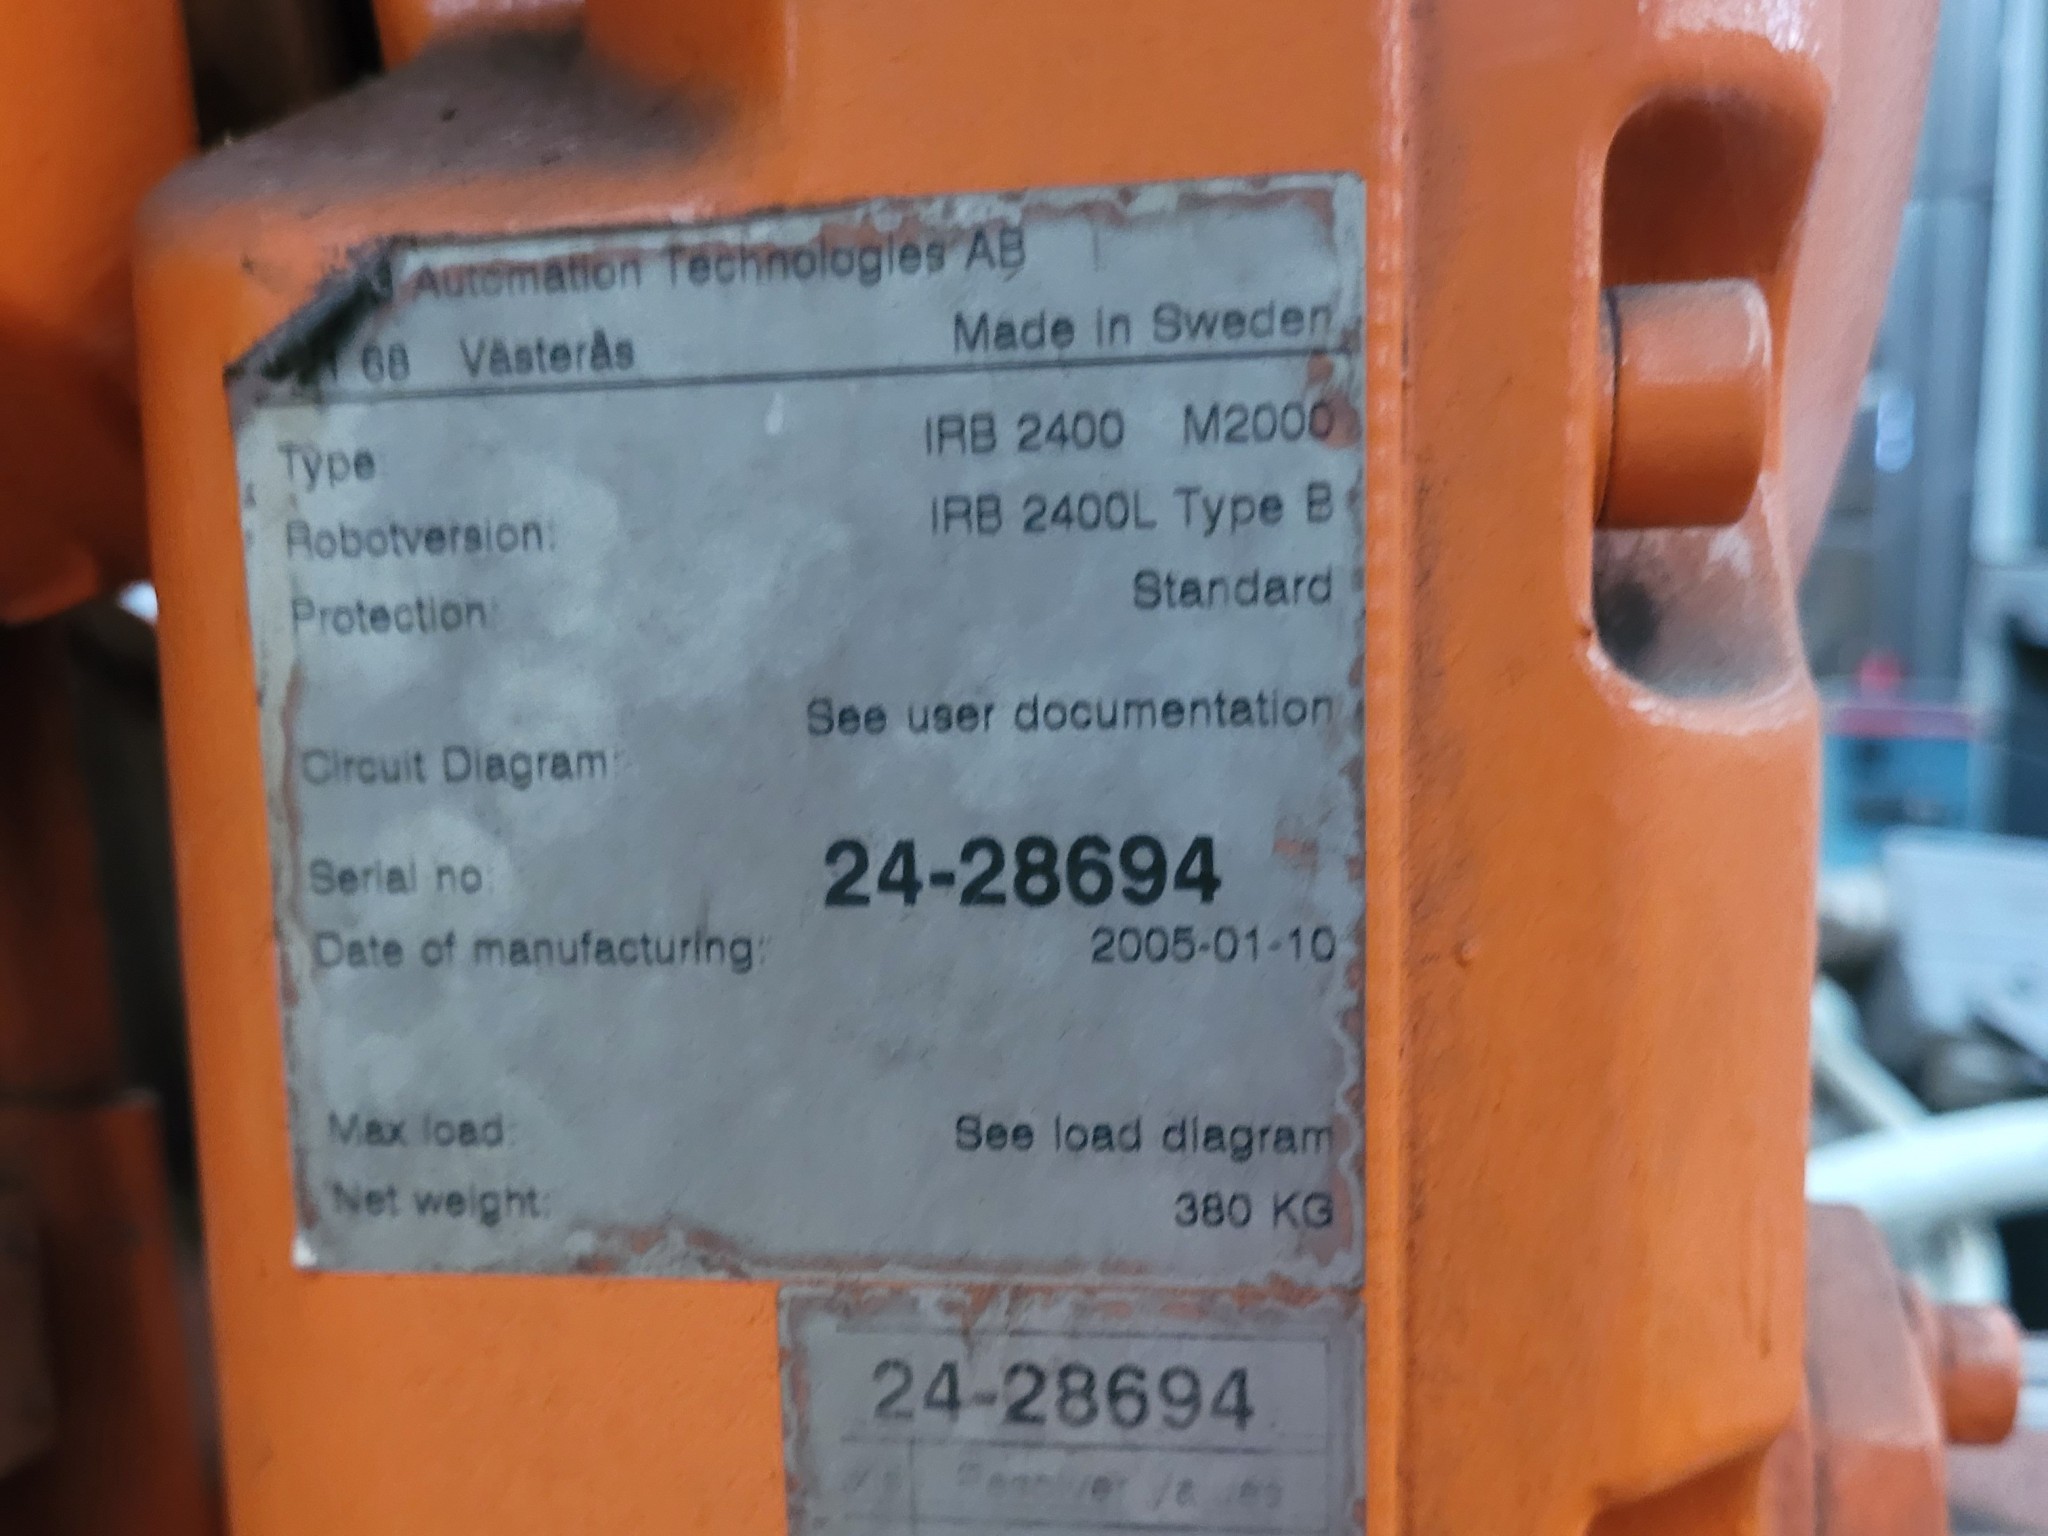 Automation Technologies AB
68 Västerås Made in Sweden
Type: IRB 2400 M2000
Robotversion: IRB 2400L Type B
Protection: Standard
See user documentation
Circuit Diagram:
Serial no: 24-28694
Date of manufacturing: 2005-01-10
Max load: See load diagram
Net weight: 380 KG
24-28694